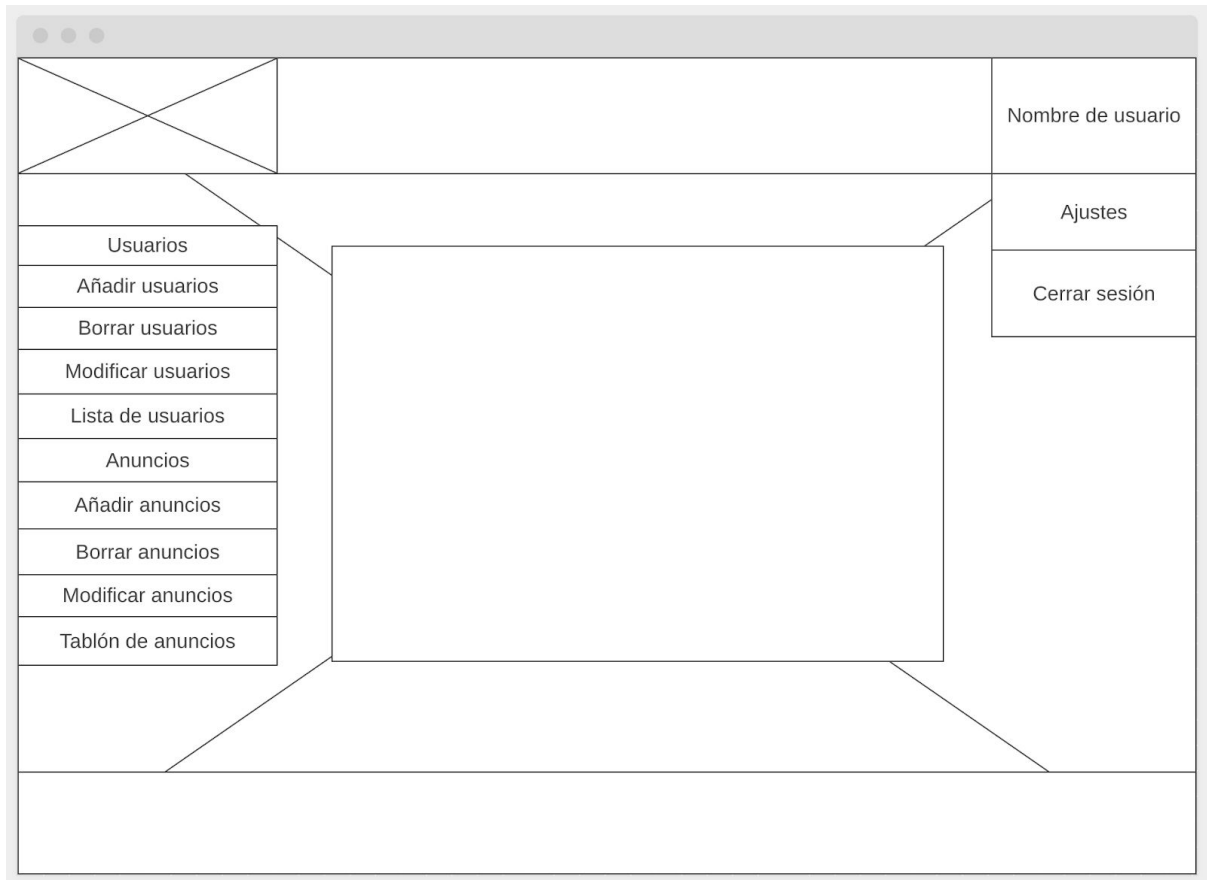 Nombre de usuario
Ajustes
Cerrar sesión
Usuarios
Añadir usuarios
Borrar usuarios
Modificar usuarios
Lista de usuarios
Anuncios
Añadir anuncios
Borrar anuncios
Modificar anuncios
Tablón de anuncios